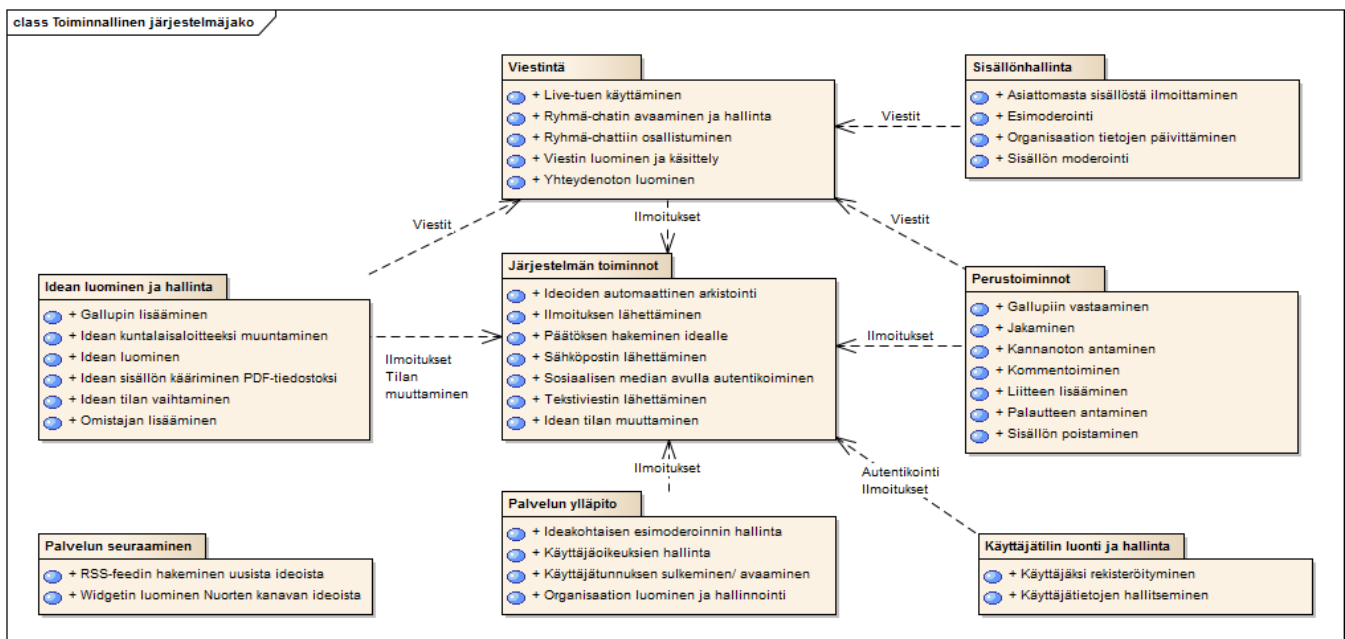 class Toiminnallinen järjestelmäjako
Viestintä
+ Live-tuen käyttäminen
+ Ryhmä-chatin avaaminen ja hallinta
+ Ryhmä-chattiin osallistuminen
+ Viestin luominen ja käsittely
+ Yhteydenoton luominen
Sisällönhallinta
+ Asiattomasta sisällöstä ilmoittaminen
+ Esimoderointi
+ Organisaation tietojen päivittäminen
+ Sisällön moderointi
Viestit
Viestit
Ilmoitukset
Viestit
Idean luominen ja hallinta
+ Gallupin lisääminen
+ Idean kuntalaisaloitteeksi muuntaminen
+ Idean luominen
+ Idean sisällön kääriminen PDF-tiedostoksi
+ Idean tilan vaihtaminen
+ Omistajan lisääminen
Ilmoitukset
Tilan
muuttaminen
Järjestelmän toiminnot
+ Ideoiden automaattinen arkistointi
+ Ilmoituksen lähettäminen
+ Päätöksen hakeminen idealle
+ Sähköpostin lähettäminen
+ Sosiaalisen median avulla autentikoiminen
+ Tekstiviestin lähettäminen
+ Idean tilan muuttaminen
Ilmoitukset
Perustoiminnot
+ Gallupiin vastaaminen
+ Jakaminen
+ Kannanoton antaminen
+ Kommentoiminen
+ Liitteen lisääminen
+ Palautteen antaminen
+ Sisällön poistaminen
Ilmoitukset
Autentikointi
Ilmoitukset
Palvelun seuraaminen
+ RSS-feedin hakeminen uusista ideoista
+ Widgetin luominen Nuorten kanavan ideoista
Palvelun ylläpito
+ Ideakohtaisen esimoderoinnin hallinta
+ Käyttäjäoikeuksien hallinta
+ Käyttäjätunnuksen sulkeminen/ avaaminen
+ Organisaation luominen ja hallinnointi
Käyttäjätilin luonti ja hallinta
+ Käyttäjäksi rekisteröityminen
+ Käyttäjätietojen hallitseminen